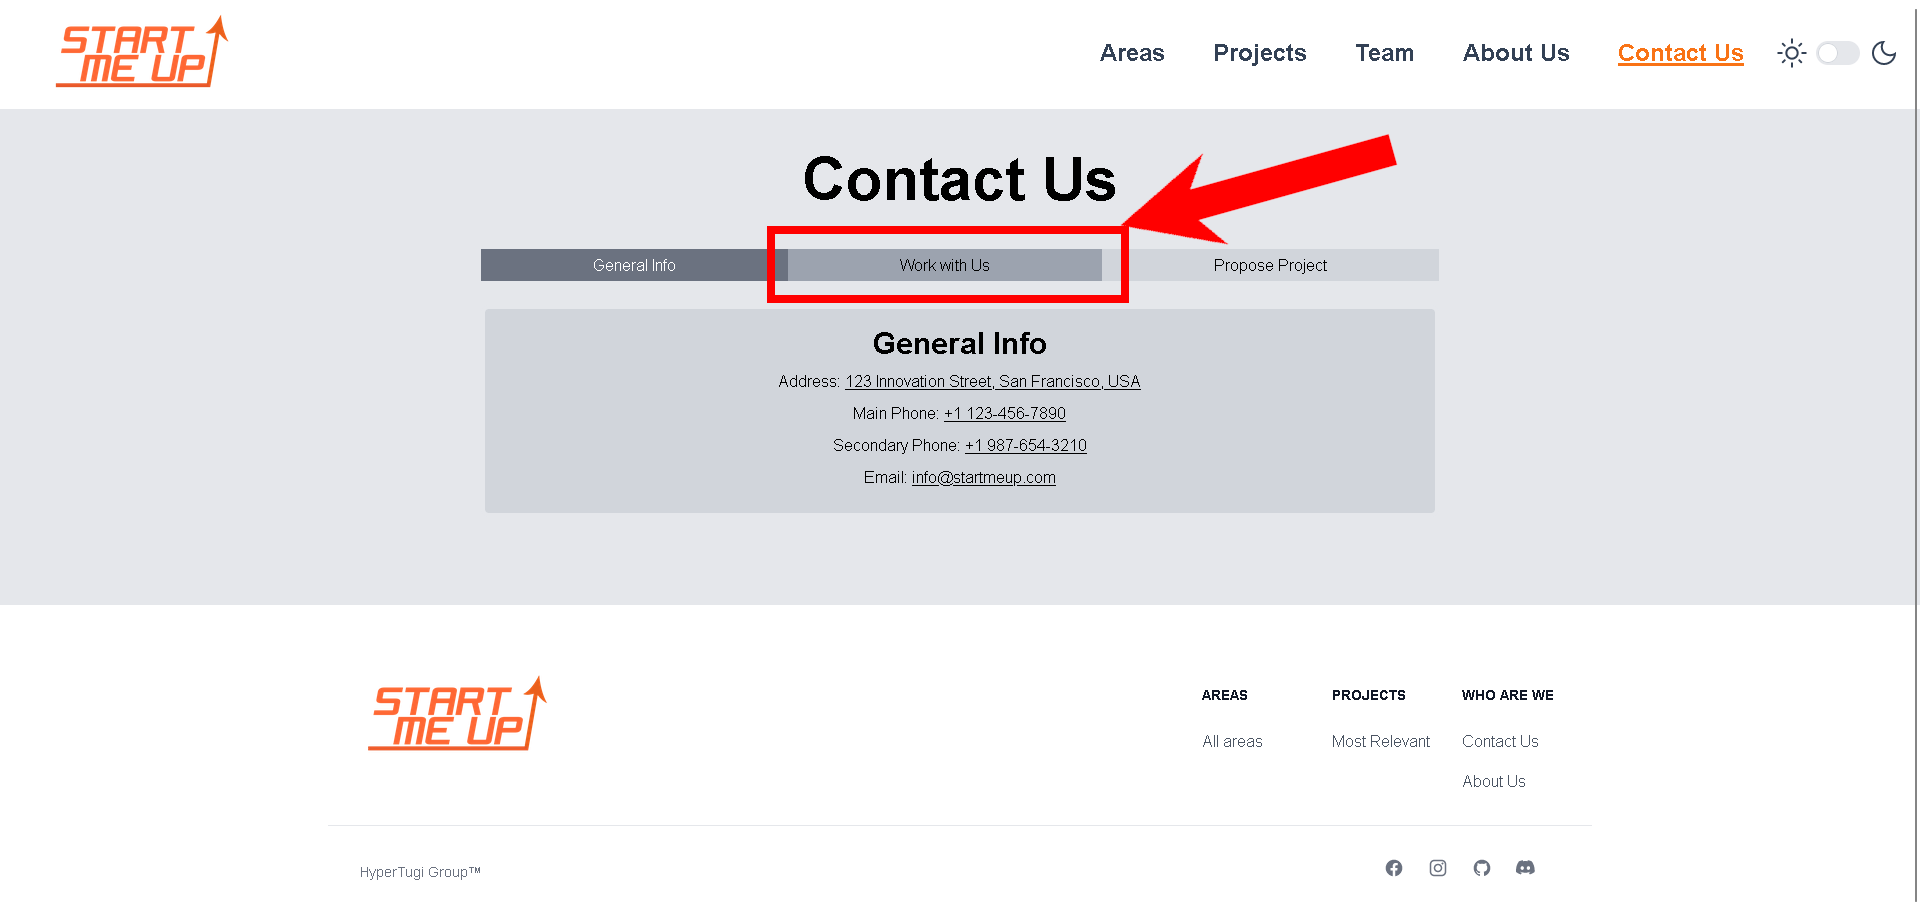 START
ME UP
Areas Projects Team About Us Contact Us
Contact Us
General Info Work with Us Propose Project
General Info
Address: 123 Innovation Street, San Francisco, USA
Main Phone: +1 123-456-7890
Secondary Phone: +1 987-654-3210
Email: info@startmeup.com
START
ME UP
AREAS PROJECTS WHO ARE WE
All areas Most Relevant Contact Us
About Us
HyperTugi Group™